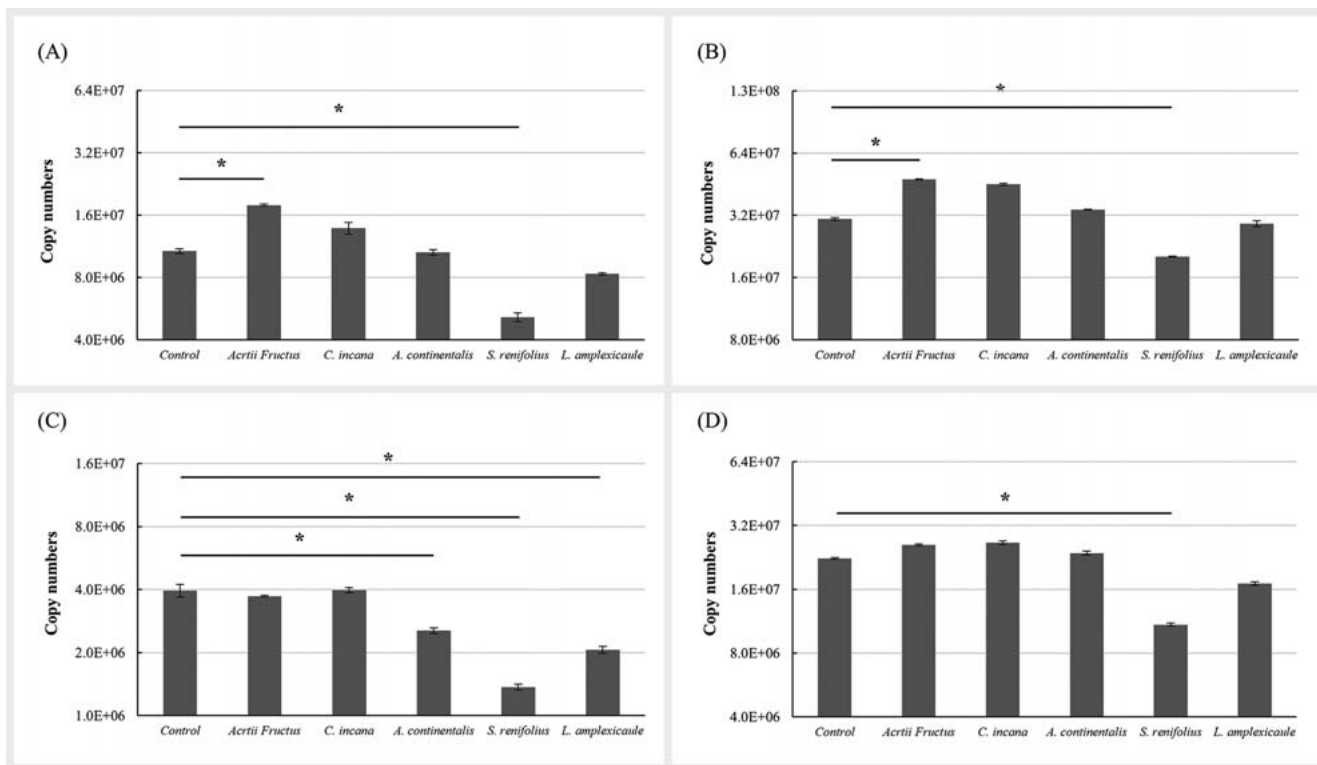 (A)
Copy numbers
6.4E+07
3.2E+07
1.6E+07
8.0E+06
4.0E+06
*
*
Control Acrtii Fructus C. incana A. continentalis S. renifolius L. amplexicaule
(B)
Copy numbers
1.3E+08
6.4E+07
3.2E+07
1.6E+07
8.0E+06
*
*
Control Acrtii Fructus C. incana A. continentalis S. renifolius L. amplexicaule
(C)
Copy numbers
1.6E+07
8.0E+06
4.0E+06
2.0E+06
1.0E+06
*
*
*
Control Acrtii Fructus C. incana A. continentalis S. renifolius L. amplexicaule
(D)
Copy numbers
6.4E+07
3.2E+07
1.6E+07
8.0E+06
4.0E+06
*
Control Acrtii Fructus C. incana A. continentalis S. renifolius L. amplexicaule